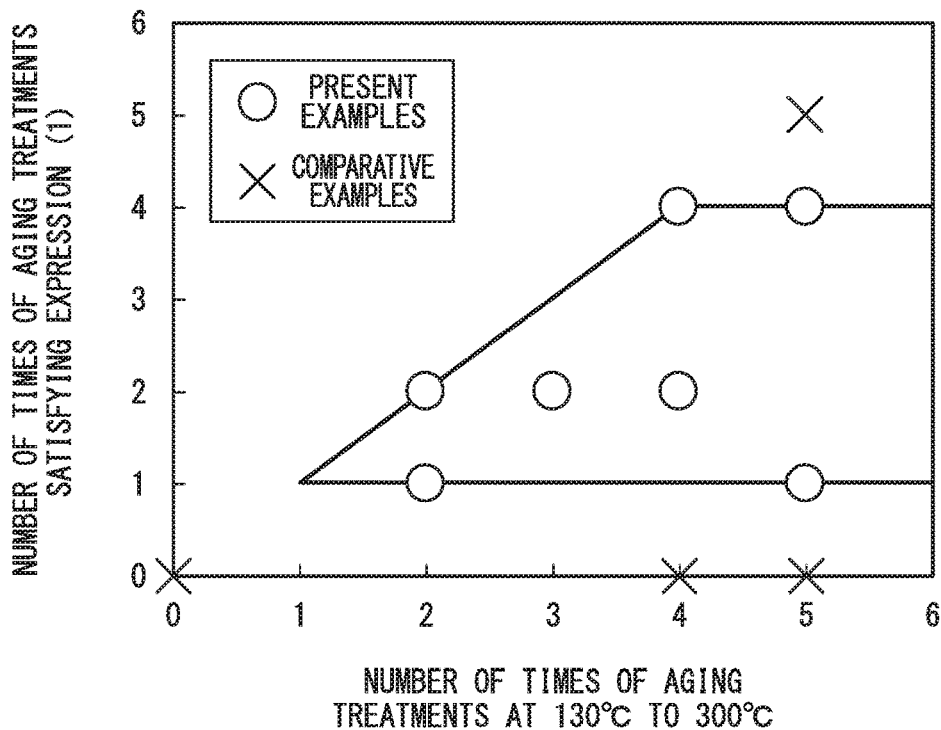 NUMBER OF TIMES OF AGING TREATMENTS
SATISFYING EXPRESSION (1)
6
5
4
3
2
1
0
PRESENT
EXAMPLES
COMPARATIVE
EXAMPLES
0 1 2 3 4 5 6
NUMBER OF TIMES OF AGING
TREATMENTS AT 130°C TO 300°C